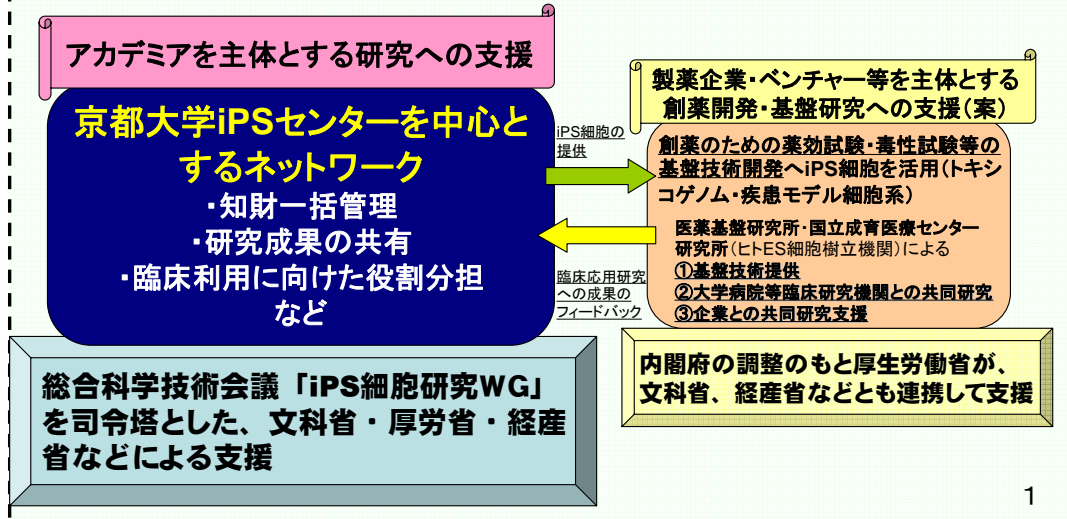 アカデミアを主体とする研究への支援
京都大学iPSセンターを中心と
するネットワーク
・知財一括管理
・研究成果の共有
・臨床利用に向けた役割分担
など
総合科学技術会議「iPS細胞研究WG」
を司令塔とした、文科省・厚労省・経産
省などによる支援
iPS細胞の
提供
臨床応用研究
への成果の
フィードバック
製薬企業・ベンチャー等を主体とする
創薬開発・基盤研究への支援(案)
創薬のための薬効試験・毒性試験等の
基盤技術開発へiPS細胞を活用(トキシ
コゲノム・疾患モデル細胞系)
医薬基盤研究所・国立成育医療センター
研究所(ヒトES細胞樹立機関)による
①基盤技術提供
②大学病院等臨床研究機関との共同研究
③企業との共同研究支援
内閣府の調整のもと厚生労働省が、
文科省、経産省などとも連携して支援
1